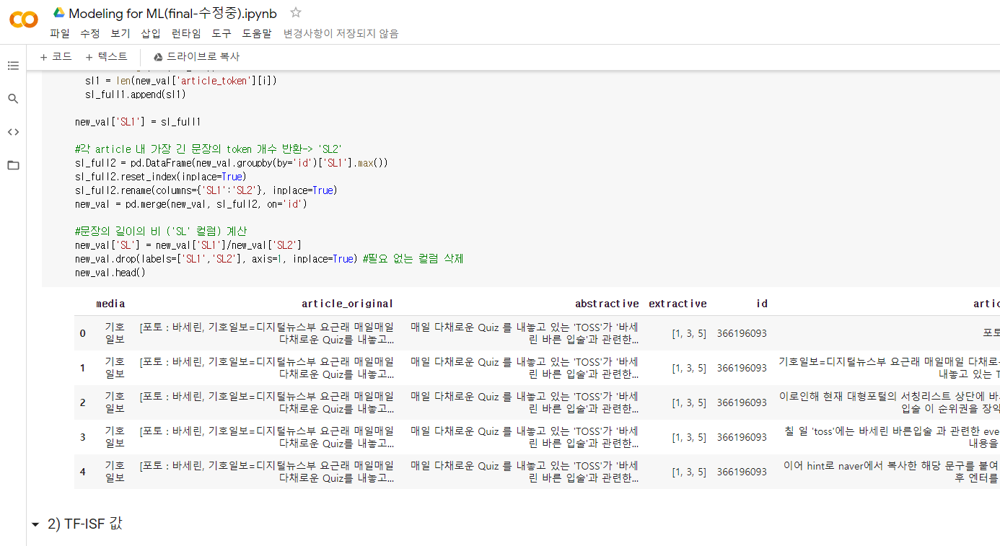 Modeling for ML(final-수정중).ipynb
파일 수정 보기 삽입 런타임 도구 도움말 변경사항이 저장되지 않음
+ 코드 + 텍스트 드라이브로 복사
sl1 = len(new_val['article_token'][i])
sl_full1.append(sl1)
new_val['SL1'] = sl_full1
#각 article 내 가장 긴 문장의 token 개수 반환-> 'SL2'
sl_full2 = pd.DataFrame(new_val.groupby(by='id')['SL1'].max())
sl_full2.reset_index(inplace=True)
sl_full2.rename(columns={'SL1':'SL2'}, inplace=True)
new_val = pd.merge(new_val, sl_full2, on='id')
#문장의 길이의 비 ('SL' 컬럼) 계산
new_val['SL'] = new_val['SL1']/new_val['SL2']
new_val.drop(labels=['SL1','SL2'], axis=1, inplace=True) #필요 없는 컬럼 삭제
new_val.head()
media article_original abstractive extractive id artic
0 기호 일보 [포토 : 바세린, 기호일보=디지털뉴스부 요근래 매일매일 다채로운 Quiz를 내놓고... 매일 다채로운 Quiz 를 내놓고 있는 'TOSS'가 '바세린 바른 입술'과 관련한... [1, 3, 5] 366196093 포토
1 기호 일보 [포토 : 바세린, 기호일보=디지털뉴스부 요근래 매일매일 다채로운 Quiz를 내놓고... 매일 다채로운 Quiz 를 내놓고 있는 'TOSS'가 '바세린 바른 입술'과 관련한... [1, 3, 5] 366196093 기호일보=디지털뉴스부 요근래 매일매일 다채로 내놓고 있는 T
2 기호 일보 [포토 : 바세린, 기호일보=디지털뉴스부 요근래 매일매일 다채로운 Quiz를 내놓고... 매일 다채로운 Quiz 를 내놓고 있는 'TOSS'가 '바세린 바른 입술'과 관련한... [1, 3, 5] 366196093 이로인해 현재 대형포털의 서칭리스트 상단에 바 입술 이 순위권을 장악
3 기호 일보 [포토 : 바세린, 기호일보=디지털뉴스부 요근래 매일매일 다채로운 Quiz를 내놓고... 매일 다채로운 Quiz 를 내놓고 있는 'TOSS'가 '바세린 바른 입술'과 관련한... [1, 3, 5] 366196093 칠 일 'toss'에는 바세린 바른입술 과 관련한 eve 내용을
4 기호 일보 [포토 : 바세린, 기호일보=디지털뉴스부 요근래 매일매일 다채로운 Quiz를 내놓고... 매일 다채로운 Quiz 를 내놓고 있는 'TOSS'가 '바세린 바른 입술'과 관련한... [1, 3, 5] 366196093 이어 hint로 naver에서 복사한 해당 문구를 붙여 후 엔터를
2) TF-ISF 값